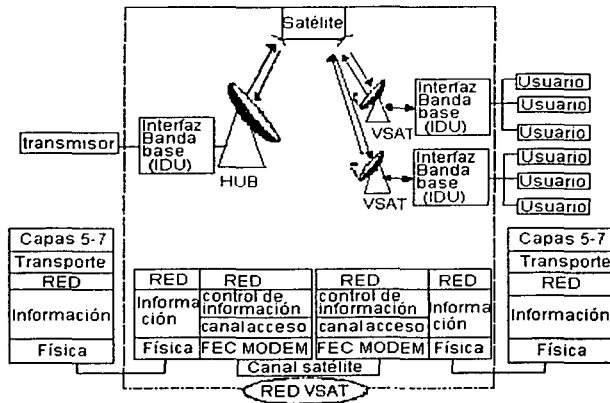 Satélite
Interfaz
Banda
base
(IDU)
Usuario
Usuario
Usuario
VSAT
transmisor
Interfaz
Banda
base
(IDU)
HUB
Interfaz
Banda
base
(IDU)
Usuario
Usuario
Usuario
VSAT
Capas 5-7
Transporte
RED
Información
Física
RED
Informa
ción
Física
RED
control de
información
canal acceso
FEC MODEM
RED
control de
información
canal acceso
FEC MODEM
RED
Informa
ción
Física
Capas 5-7
Transporte
RED
Información
Física
Canal satélite
RED VSAT